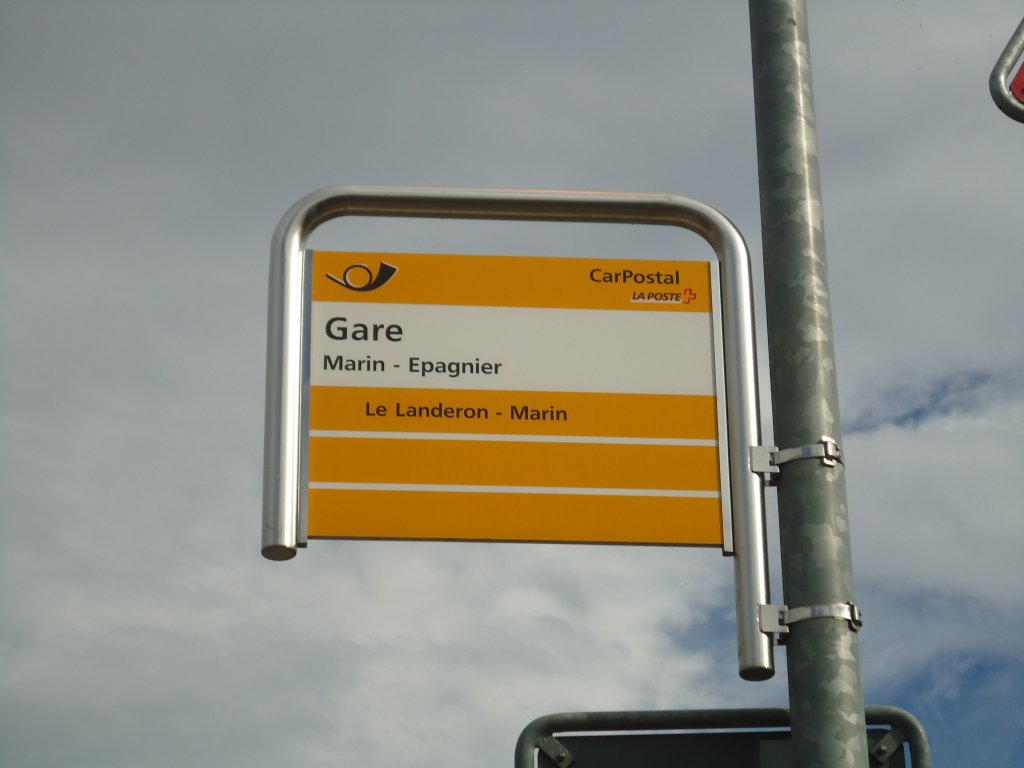 CarPostal
LA POSTE
Gare
Marin - Epagnier
Le Landeron - Marin